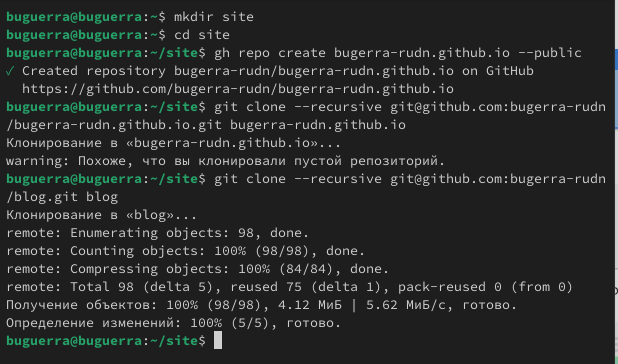 buguerra@buguerra:~$ mkdir site
buguerra@buguerra:~$ cd site
buguerra@buguerra:~/site$ gh repo create bugerra-rudn.github.io --public
✓ Created repository bugerra-rudn/bugerra-rudn.github.io on GitHub
https://github.com/bugerra-rudn/bugerra-rudn.github.io
buguerra@buguerra:~/site$ git clone --recursive git@github.com:bugerra-rudn
/bugerra-rudn.github.io.git bugerra-rudn.github.io
Клонирование в «bugerra-rudn.github.io»...
warning: Похоже, что вы клонировали пустой репозиторий.
buguerra@buguerra:~/site$ git clone --recursive git@github.com:bugerra-rudn
/blog.git blog
Клонирование в «blog»...
remote: Enumerating objects: 98, done.
remote: Counting objects: 100% (98/98), done.
remote: Compressing objects: 100% (84/84), done.
remote: Total 98 (delta 5), reused 75 (delta 1), pack-reused 0 (from 0)
Получение объектов: 100% (98/98), 4.12 МиБ | 5.62 МиБ/с, готово.
Определение изменений: 100% (5/5), готово.
buguerra@buguerra:~/site$